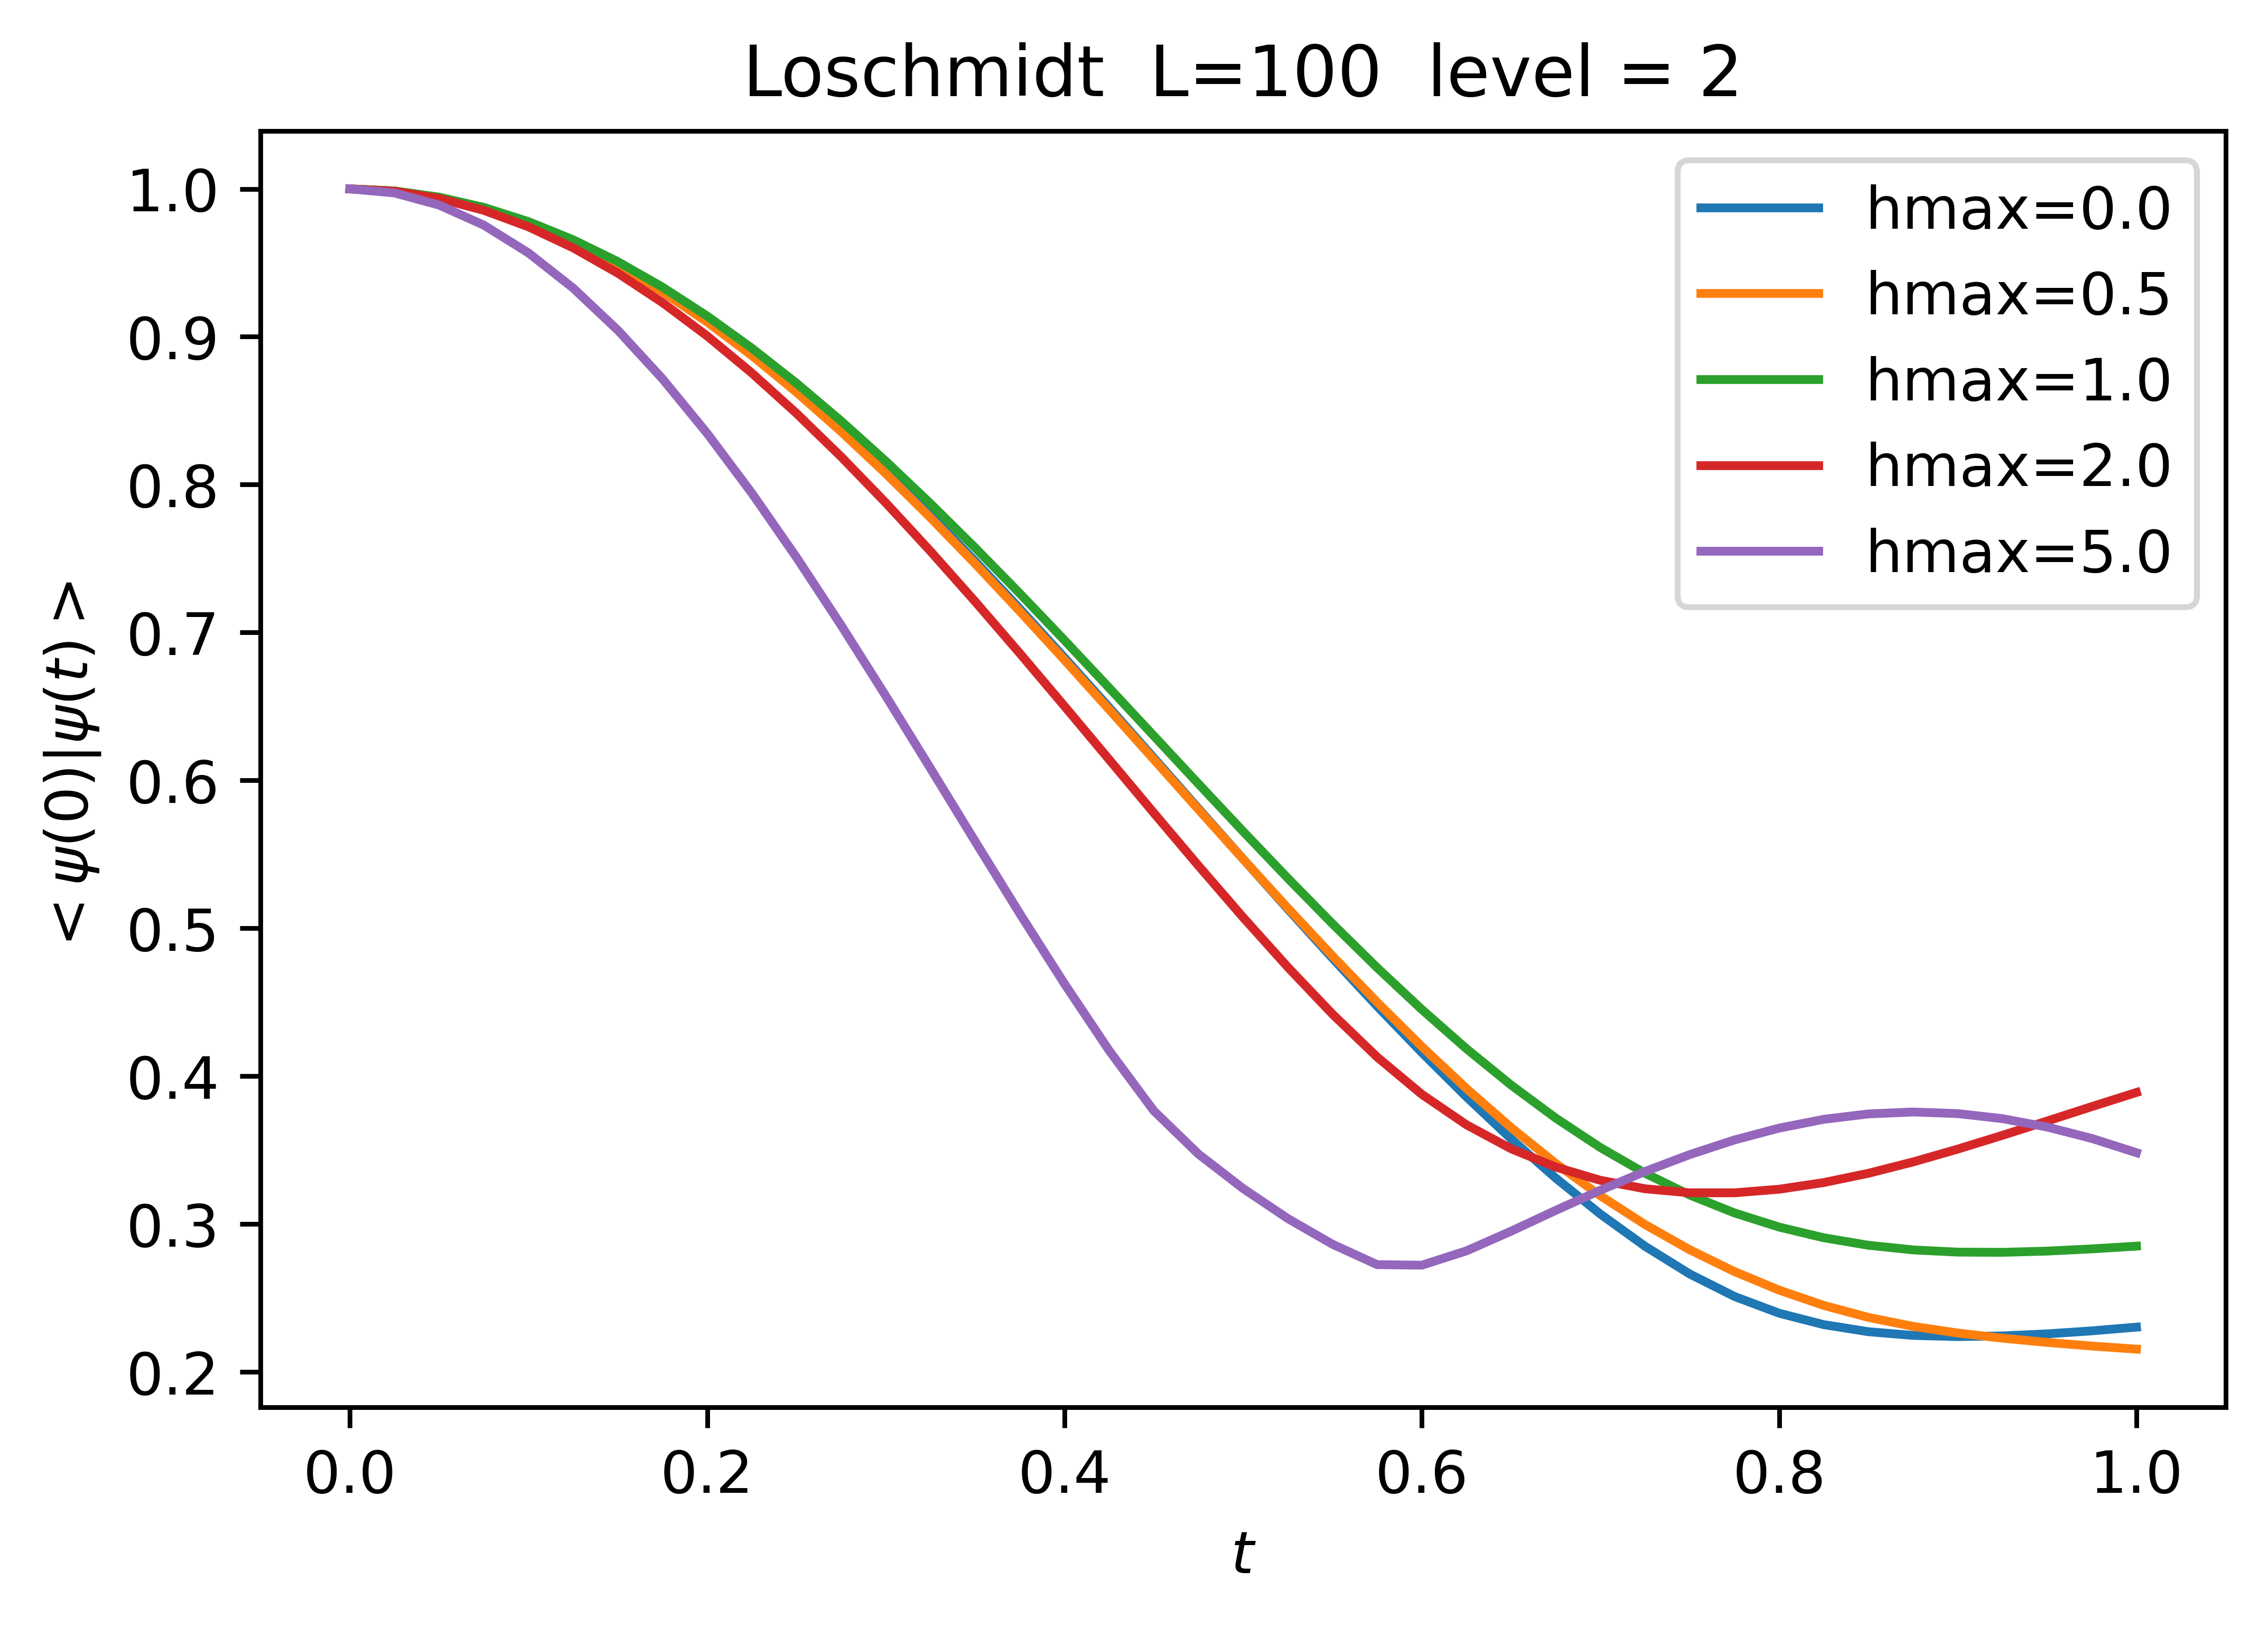 Loschmidt L=100 level = 2
< ψ(0)|ψ(t) >
1.0
0.9
0.8
0.7
0.6
0.5
0.4
0.3
0.2
hmax=0.0
hmax=0.5
hmax=1.0
hmax=2.0
hmax=5.0
0.0 0.2 0.4 0.6 0.8 1.0
t